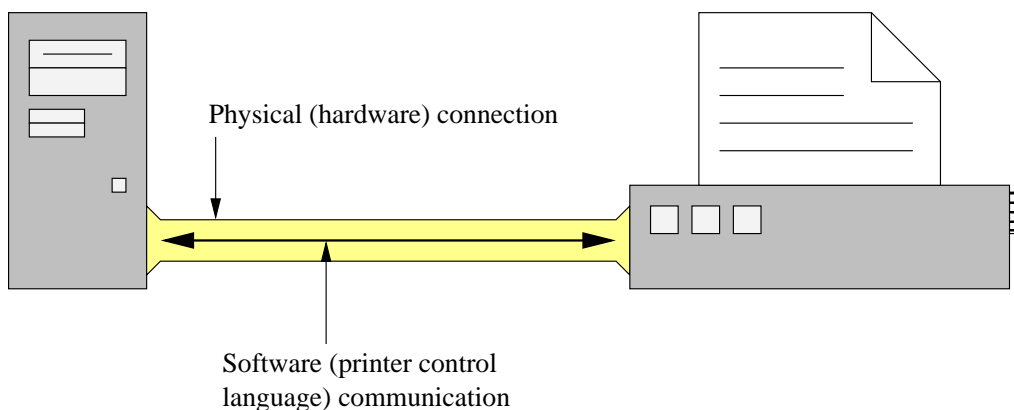 Physical (hardware) connection
Software (printer control
language) communication